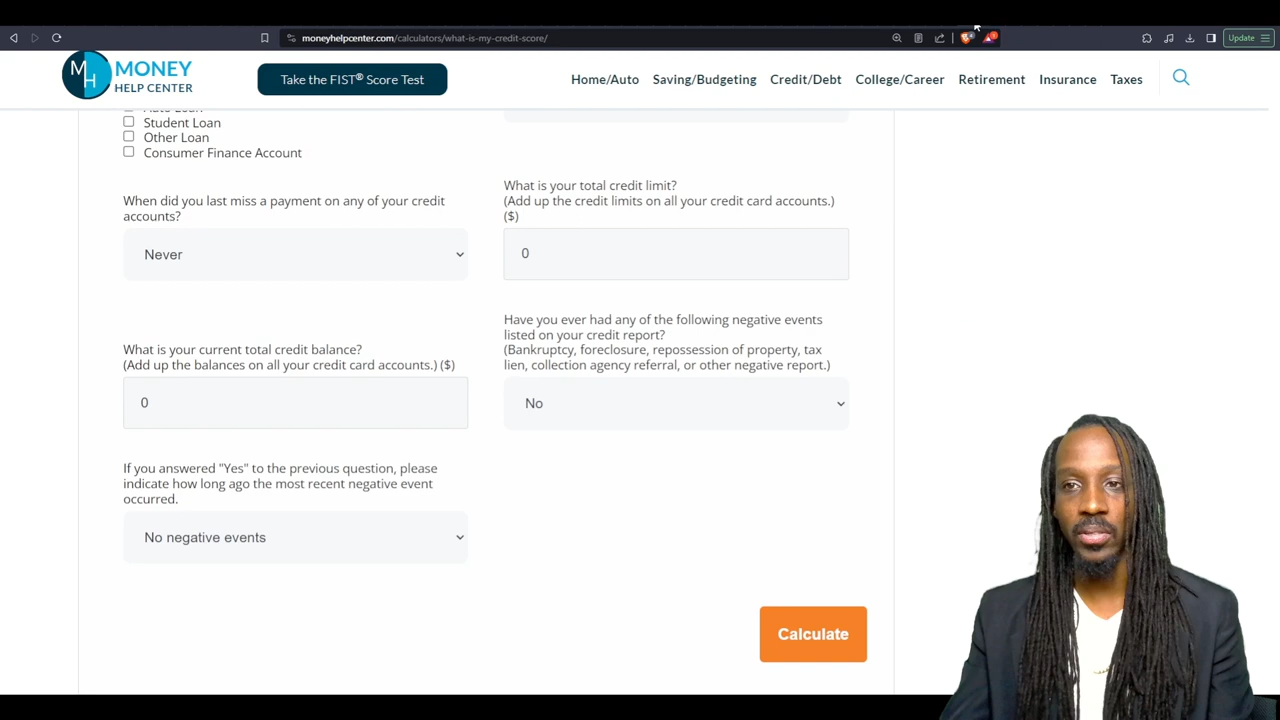 moneyhelpcenter.com/calculators/what-is-my-credit-score/
Update
MH
MONEY
HELP CENTER
Take the FIST® Score Test
Home/Auto
Saving/Budgeting
Credit/Debt
College/Career
Retirement
Insurance
Taxes
Auto Loan
Student Loan
Other Loan
Consumer Finance Account
When did you last miss a payment on any of your credit
accounts?
Never
What is your total credit limit?
(Add up the credit limits on all your credit card accounts.)
($)
0
What is your current total credit balance?
(Add up the balances on all your credit card accounts.) ($)
0
Have you ever had any of the following negative events
listed on your credit report?
(Bankruptcy, foreclosure, repossession of property, tax
lien, collection agency referral, or other negative report.)
No
If you answered "Yes" to the previous question, please
indicate how long ago the most recent negative event
occurred.
No negative events
Calculate